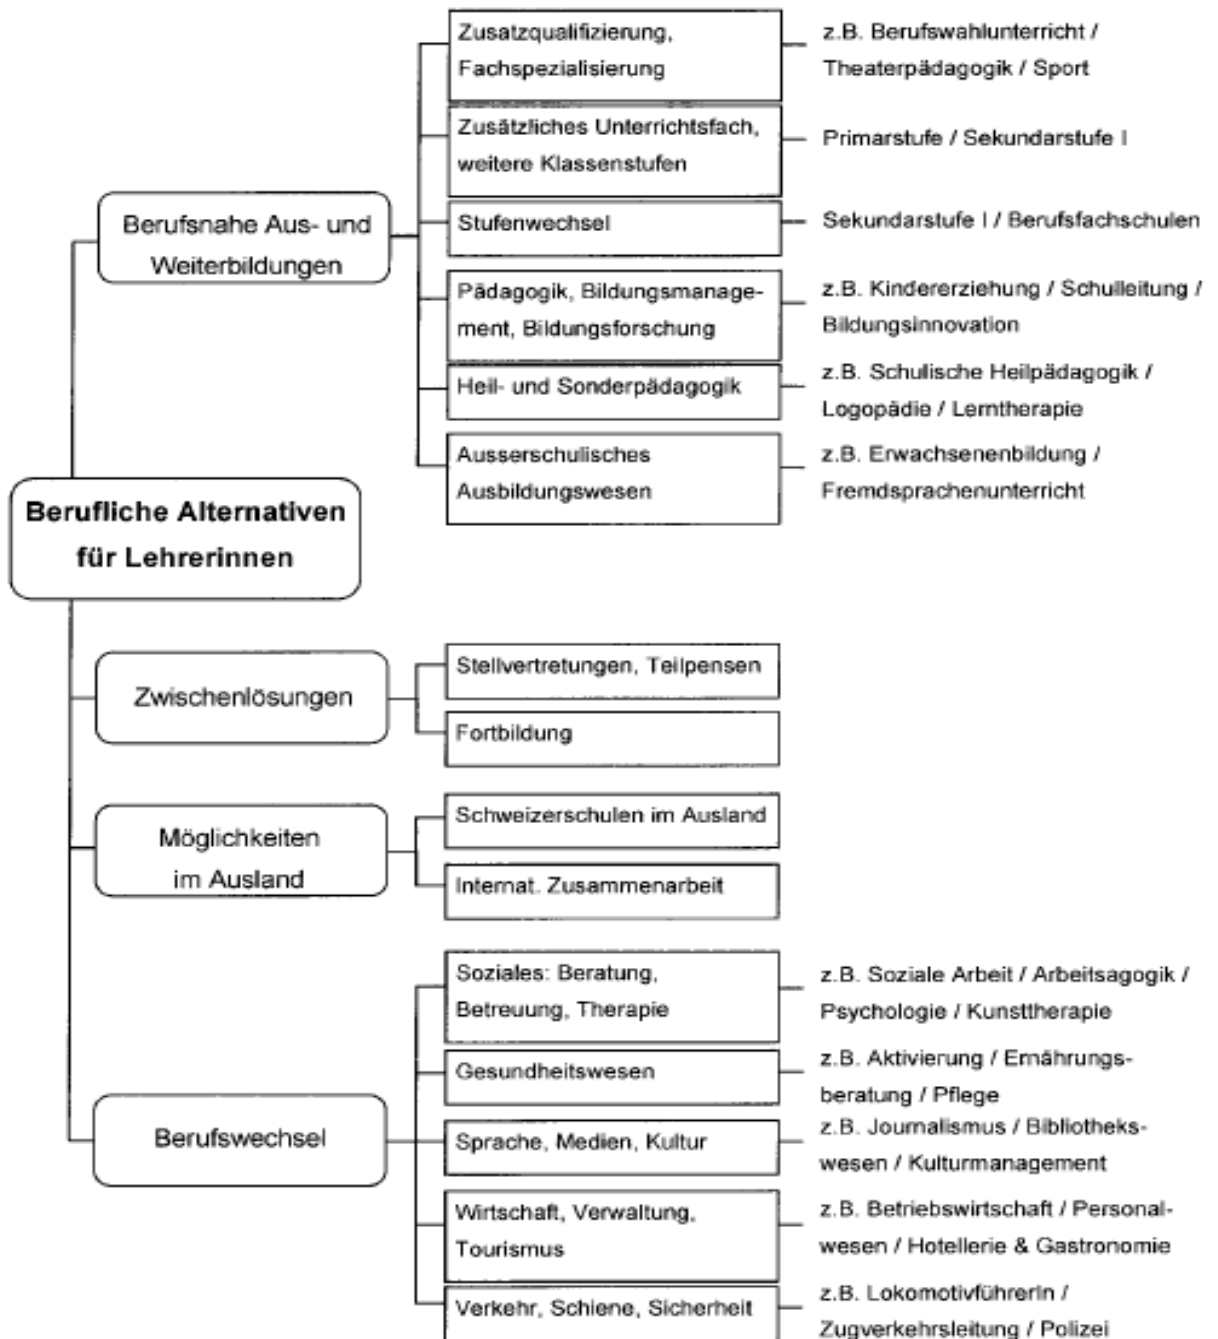 Berufliche Alternativen
für Lehrerinnen
Berufsnahe Aus- und
Weiterbildungen
Zusatzqualifizierung,
Fachspezialisierung
z.B. Berufswahlunterricht /
Theaterpädagogik / Sport
Zusätzliches Unterrichtsfach,
weitere Klassenstufen
Primarstufe / Sekundarstufe I
Stufenwechsel
Sekundarstufe I / Berufsfachschulen
Pädagogik, Bildungsmanage-
ment, Bildungsforschung
z.B. Kindererziehung / Schulleitung /
Bildungsinnovation
Heil- und Sonderpädagogik
z.B. Schulische Heilpädagogik /
Logopädie / Lerntherapie
Ausserschulisches
Ausbildungswesen
z.B. Erwachsenenbildung /
Fremdsprachenunterricht
Zwischenlösungen
Stellvertretungen, Teilpensen
Fortbildung
Möglichkeiten
im Ausland
Schweizerschulen im Ausland
Internat. Zusammenarbeit
Berufswechsel
Soziales: Beratung,
Betreuung, Therapie
z.B. Soziale Arbeit / Arbeitsagogik /
Psychologie / Kunsttherapie
Gesundheitswesen
z.B. Aktivierung / Ernährungs-
beratung / Pflege
Sprache, Medien, Kultur
z.B. Journalismus / Bibliotheks-
wesen / Kulturmanagement
Wirtschaft, Verwaltung,
Tourismus
z.B. Betriebswirtschaft / Personal-
wesen / Hotellerie & Gastronomie
Verkehr, Schiene, Sicherheit
z.B. LokomotivführerIn /
Zugverkehrsleitung / Polizei